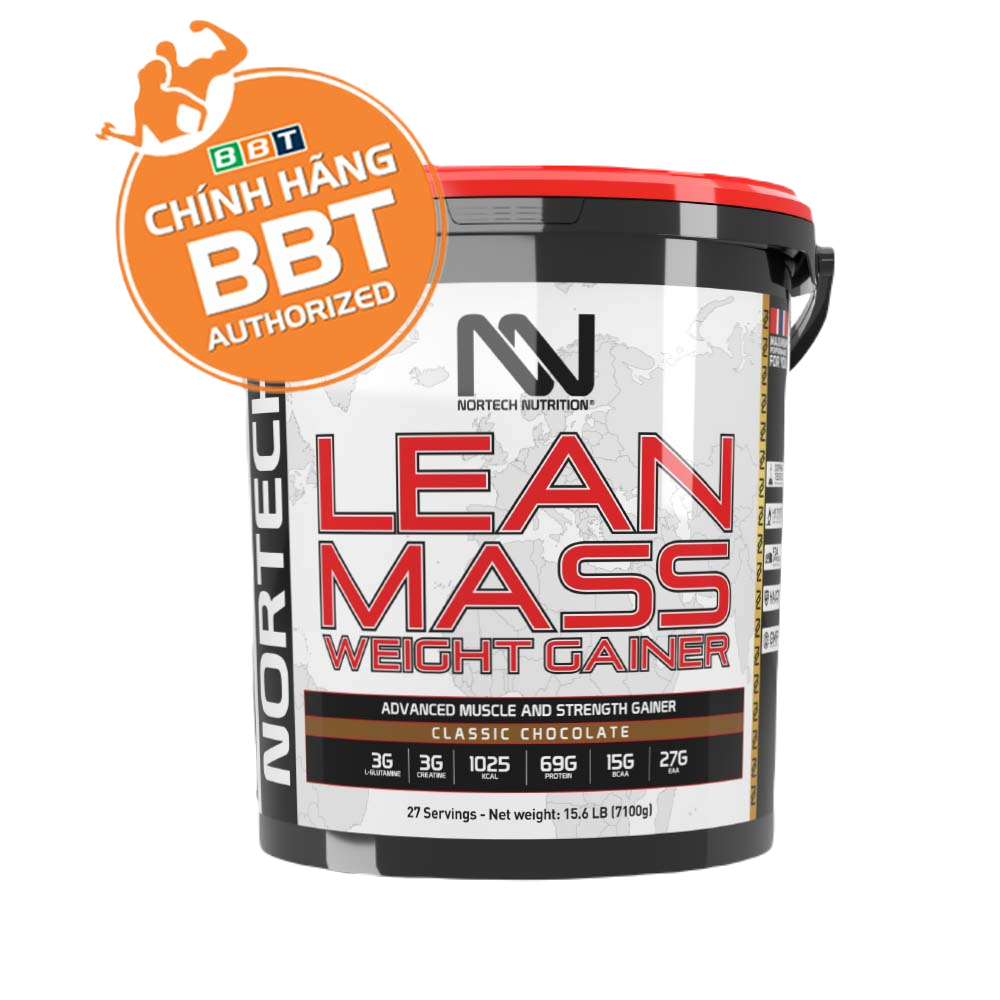 BBT
CHÍNH HÃNG
BBT
AUTHORIZED
NORTECH
NORTECH NUTRITION®
LEAN
MASS
WEIGHT GAINER
ADVANCED MUSCLE AND STRENGTH GAINER
CLASSIC CHOCOLATE
3G
L-GLUTAMINE
3G
CREATINE
1025
KCAL
69G
PROTEIN
15G
BCAA
27G
EAA
27 Servings - Net weight: 15.6 LB (7100g)
FOR YOU